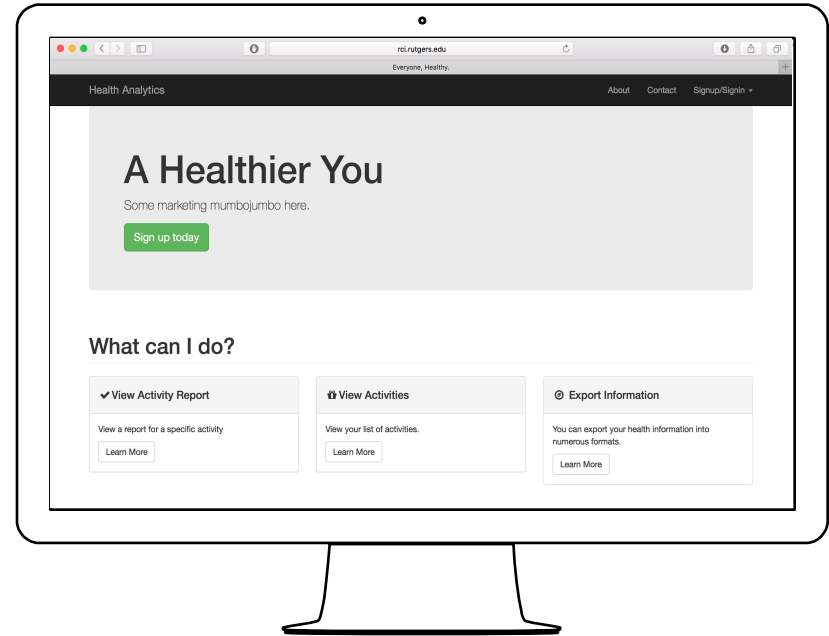 rci.rutgers.edu
Everyone, Healthy.
Health Analytics
About Contact Signup/Signin
A Healthier You
Some marketing mumbojumbo here.
Sign up today
What can I do?
View Activity Report
View a report for a specific activity
Learn More
View Activities
View your list of activities.
Learn More
Export Information
You can export your health information into
numerous formats.
Learn More